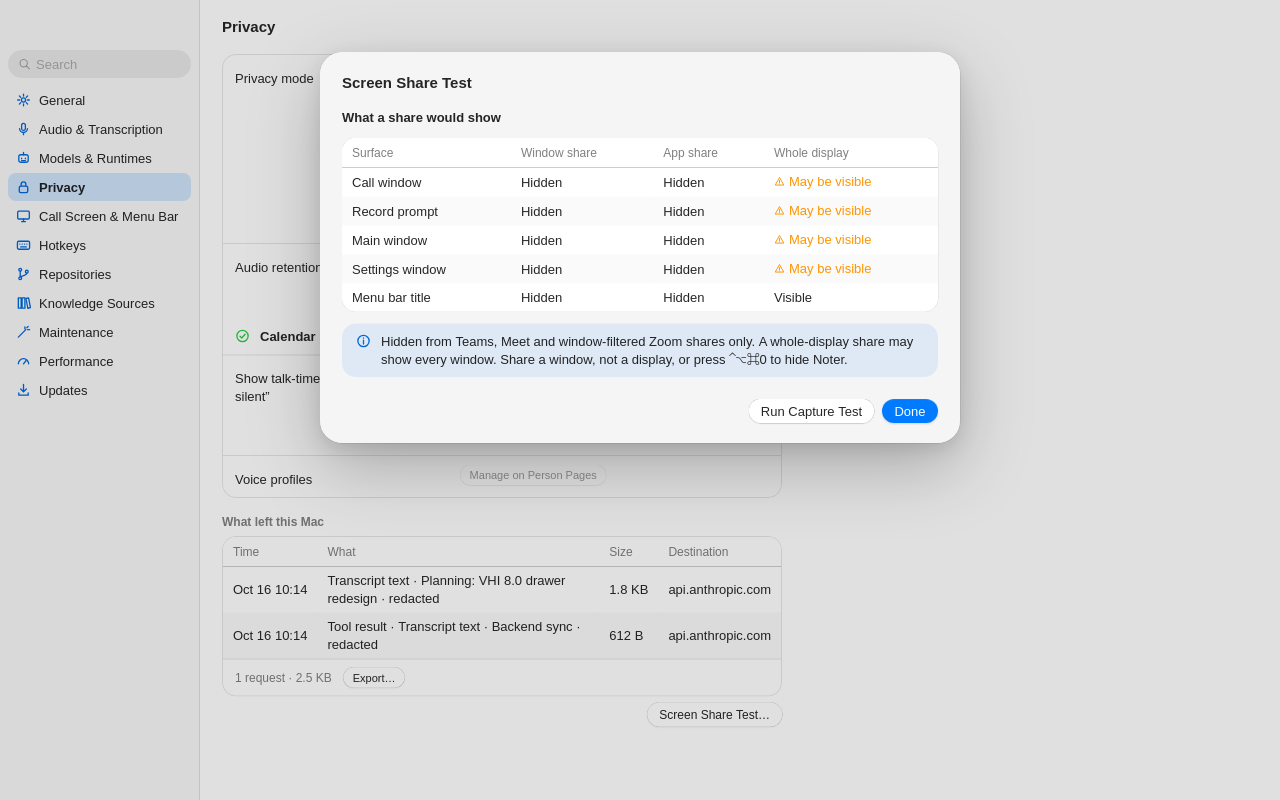 Privacy
Search
General
Audio & Transcription
Models & Runtimes
Privacy
Call Screen & Menu Bar
Hotkeys
Repositories
Knowledge Sources
Maintenance
Performance
Updates
Privacy mode
Audio retention
Calendar
Show talk-time
silent”
Voice profiles
Manage on Person Pages
Screen Share Test
What a share would show
Surface Window share App share Whole display
Call window Hidden Hidden May be visible
Record prompt Hidden Hidden May be visible
Main window Hidden Hidden May be visible
Settings window Hidden Hidden May be visible
Menu bar title Hidden Hidden Visible
Hidden from Teams, Meet and window-filtered Zoom shares only. A whole-display share may
show every window. Share a window, not a display, or press ⌃⌥⌘0 to hide Noter.
Run Capture Test Done
What left this Mac
Time What Size Destination
Oct 16 10:14 Transcript text · Planning: VHI 8.0 drawer
redesign · redacted 1.8 KB api.anthropic.com
Oct 16 10:14 Tool result · Transcript text · Backend sync ·
redacted 612 B api.anthropic.com
1 request · 2.5 KB Export…
Screen Share Test…